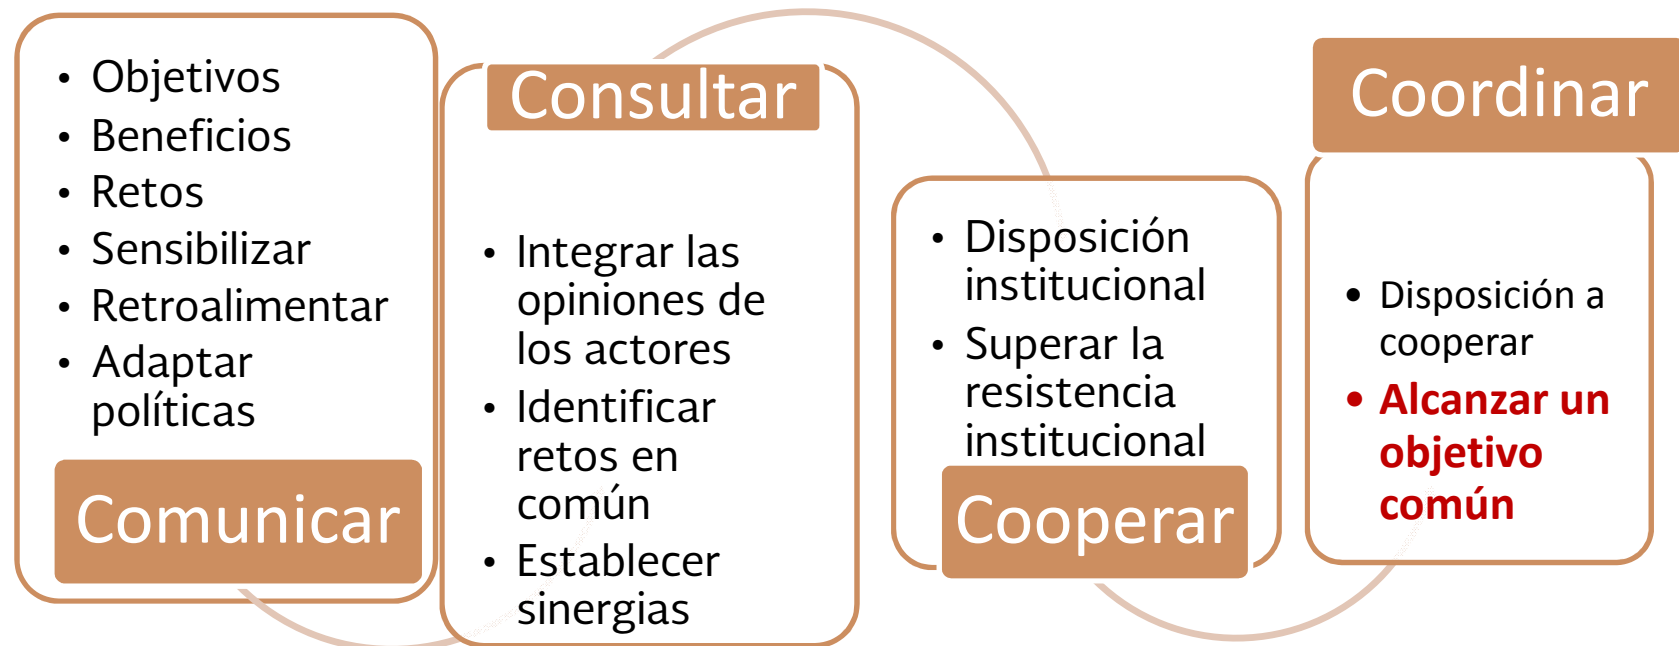 • Objetivos
• Beneficios
• Retos
• Sensibilizar
• Retroalimentar
• Adaptar
políticas
Comunicar
Consultar
• Integrar las
opiniones de
los actores
• Identificar
retos en
común
• Establecer
sinergias
• Disposición
institucional
• Superar la
resistencia
institucional
Cooperar
Coordinar
• Disposición a
cooperar
• Alcanzar un
objetivo
común